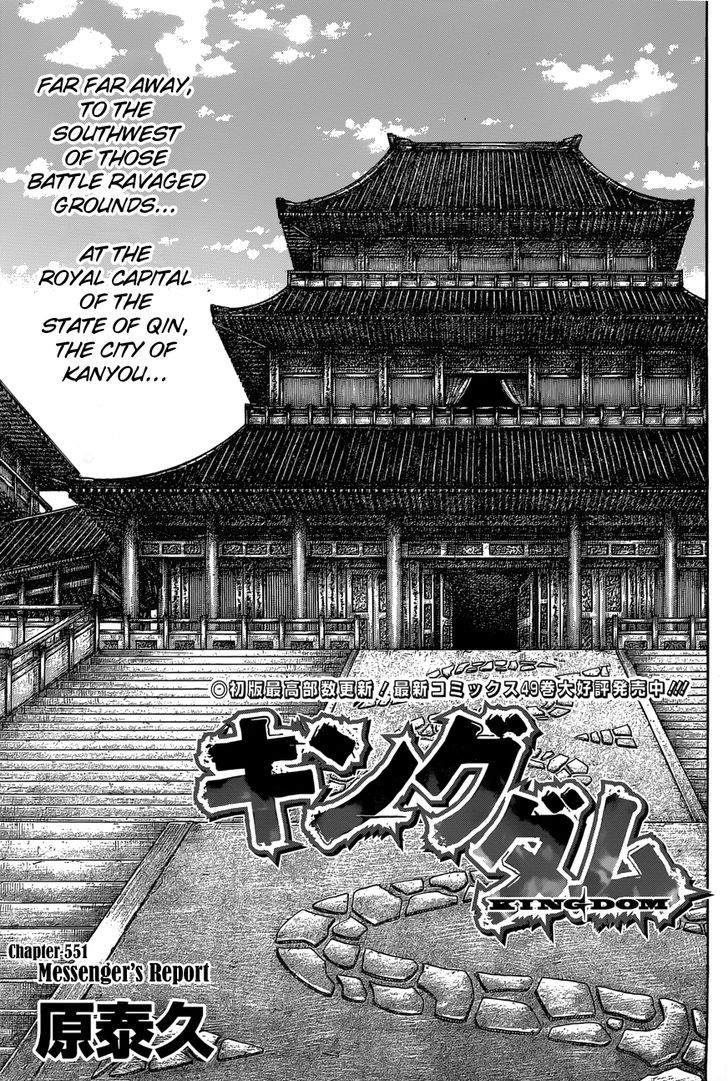 FAR FAR AWAY,
TO THE
SOUTHWEST
OF THOSE
BATTLE RAVAGED
GROUNDS...
AT THE
ROYAL CAPITAL
OF THE
STATE OF QIN,
THE CITY OF
KANYOU...
◎初版最高部数更新！最新コミックス49巻大好評発売中!!!
キングダム
KINGDOM
Chapter 551
Messenger's Report
原泰久